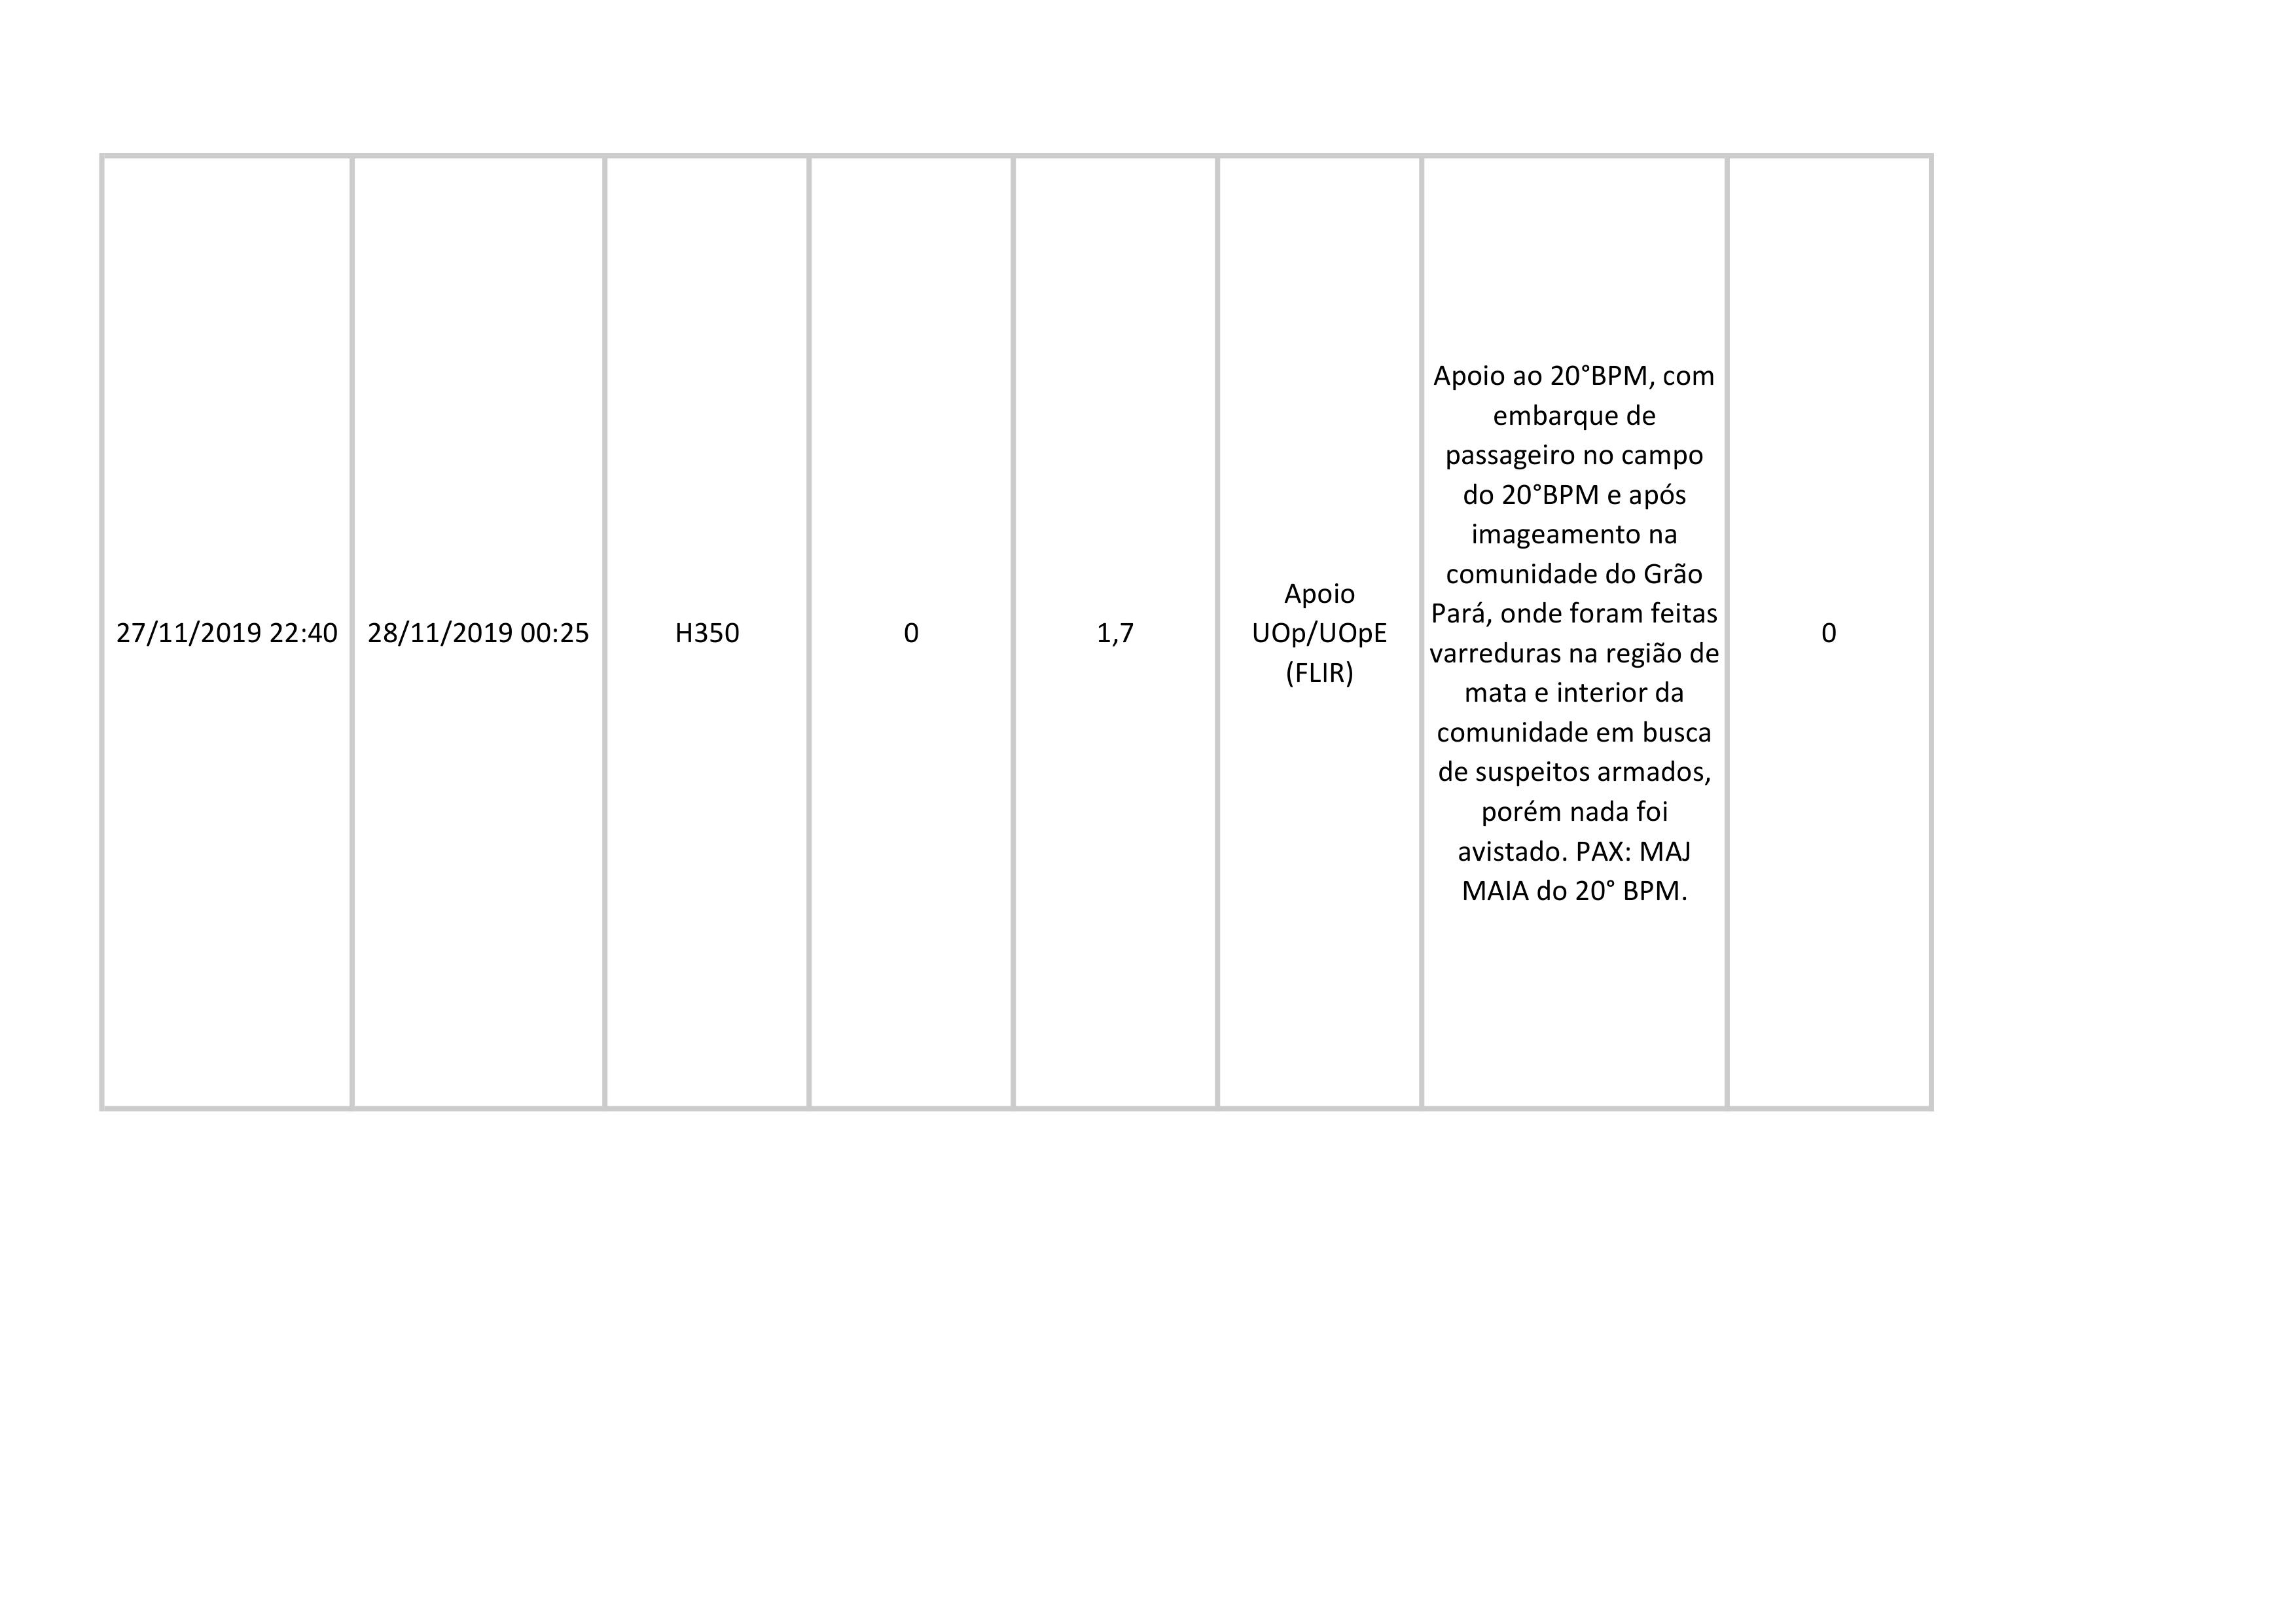 27/11/2019 22:40
28/11/2019 00:25
H350
0
1,7
Apoio
UOp/UOpE
(FLIR)
Apoio ao 20°BPM, com
embarque de
passageiro no campo
do 20°BPM e após
imageamento na
comunidade do Grão
Pará, onde foram feitas
varreduras na região de
mata e interior da
comunidade em busca
de suspeitos armados,
porém nada foi
avistado. PAX: MAJ
MAIA do 20° BPM.
0